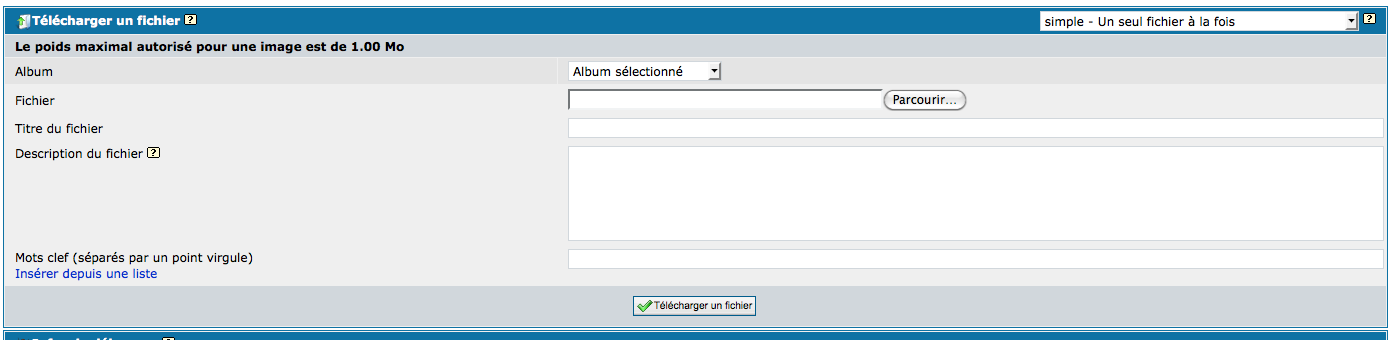 Télécharger un fichier ? simple - Un seul fichier à la fois ?
Le poids maximal autorisé pour une image est de 1.00 Mo
Album Album sélectionné
Fichier Parcourir...
Titre du fichier
Description du fichier ?
Mots clef (séparés par un point virgule)
Insérer depuis une liste
Télécharger un fichier